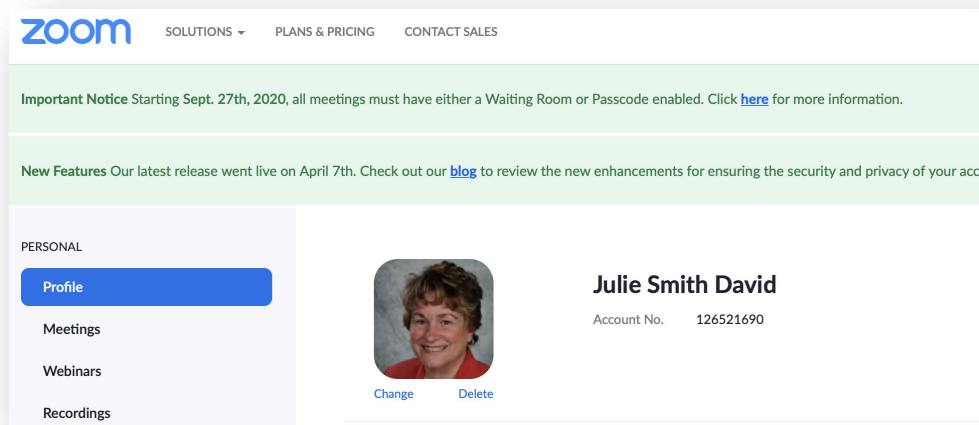 zoom
SOLUTIONS PLANS & PRICING CONTACT SALES
Important Notice Starting Sept. 27th, 2020, all meetings must have either a Waiting Room or Passcode enabled. Click here for more information.
New Features Our latest release went live on April 7th. Check out our blog to review the new enhancements for ensuring the security and privacy of your
PERSONAL
Profile
Meetings
Webinars
Recordings
Julie Smith David
Account No. 126521690
Change Delete